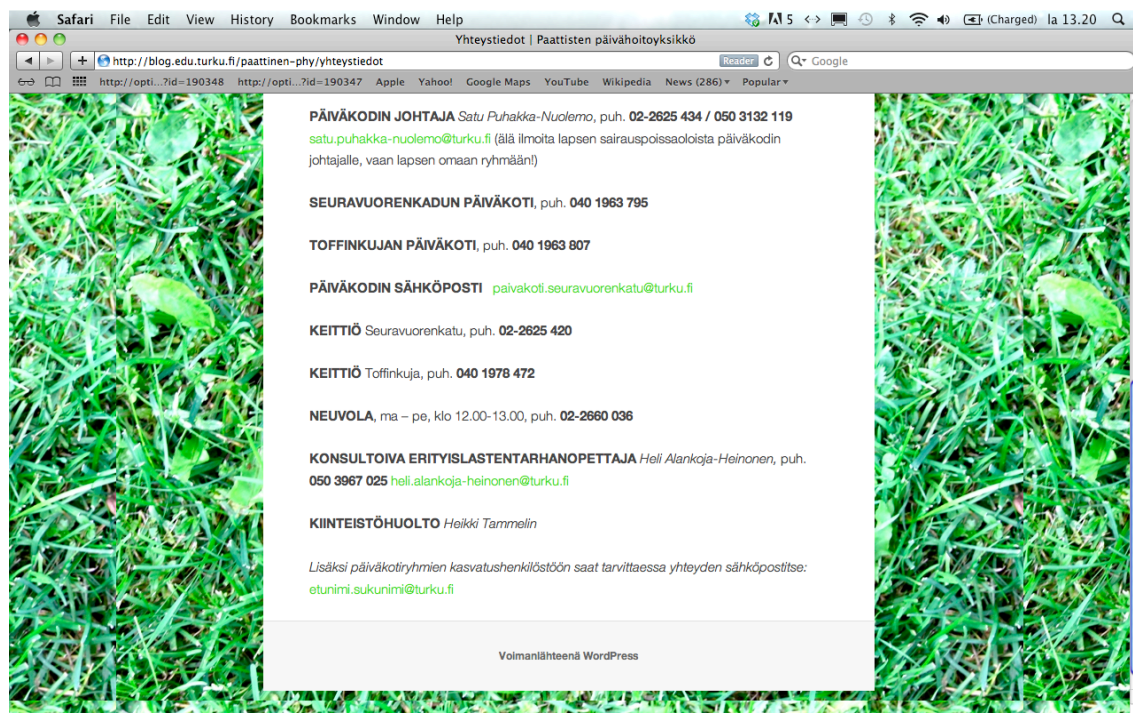 Safari File Edit View History Bookmarks Window Help 5 (Charged) la 13.20
Yhteystiedot | Paattisten päivähoitoyksikkö
http://blog.edu.turku.fi/paattinen-phy/yhteystiedot Reader Google
http://opti...?id=190348 http://opti...?id=190347 Apple Yahoo! Google Maps YouTube Wikipedia News (286) Popular
PÄIVÄKODIN JOHTAJA Satu Puhakka-Nuolemo, puh. 02-2625 434 / 050 3132 119
satu.puhakka-nuolemo@turku.fi (älä ilmoita lapsen sairauspoissaoloista päiväkodin
johtajalle, vaan lapsen omaan ryhmään!)
SEURAVUORENKADUN PÄIVÄKOTI, puh. 040 1963 795
TOFFINKUJAN PÄIVÄKOTI, puh. 040 1963 807
PÄIVÄKODIN SÄHKÖPOSTI paivakoti.seuravuorenkatu@turku.fi
KEITTIÖ Seuravuorenkatu, puh. 02-2625 420
KEITTIÖ Toffinkuja, puh. 040 1978 472
NEUVOLA, ma – pe, klo 12.00-13.00, puh. 02-2660 036
KONSULTOIVA ERITYISLASTENTARHANOPETTAJA Heli Alankoja-Heinonen, puh.
050 3967 025 heli.alankoja-heinonen@turku.fi
KIINTEISTÖHUOLTO Heikki Tammelin
Lisäksi päiväkotiryhmien kasvatushenkilöstöön saat tarvittaessa yhteyden sähköpostitse:
etunimi.sukunimi@turku.fi
Voimanlähteenä WordPress